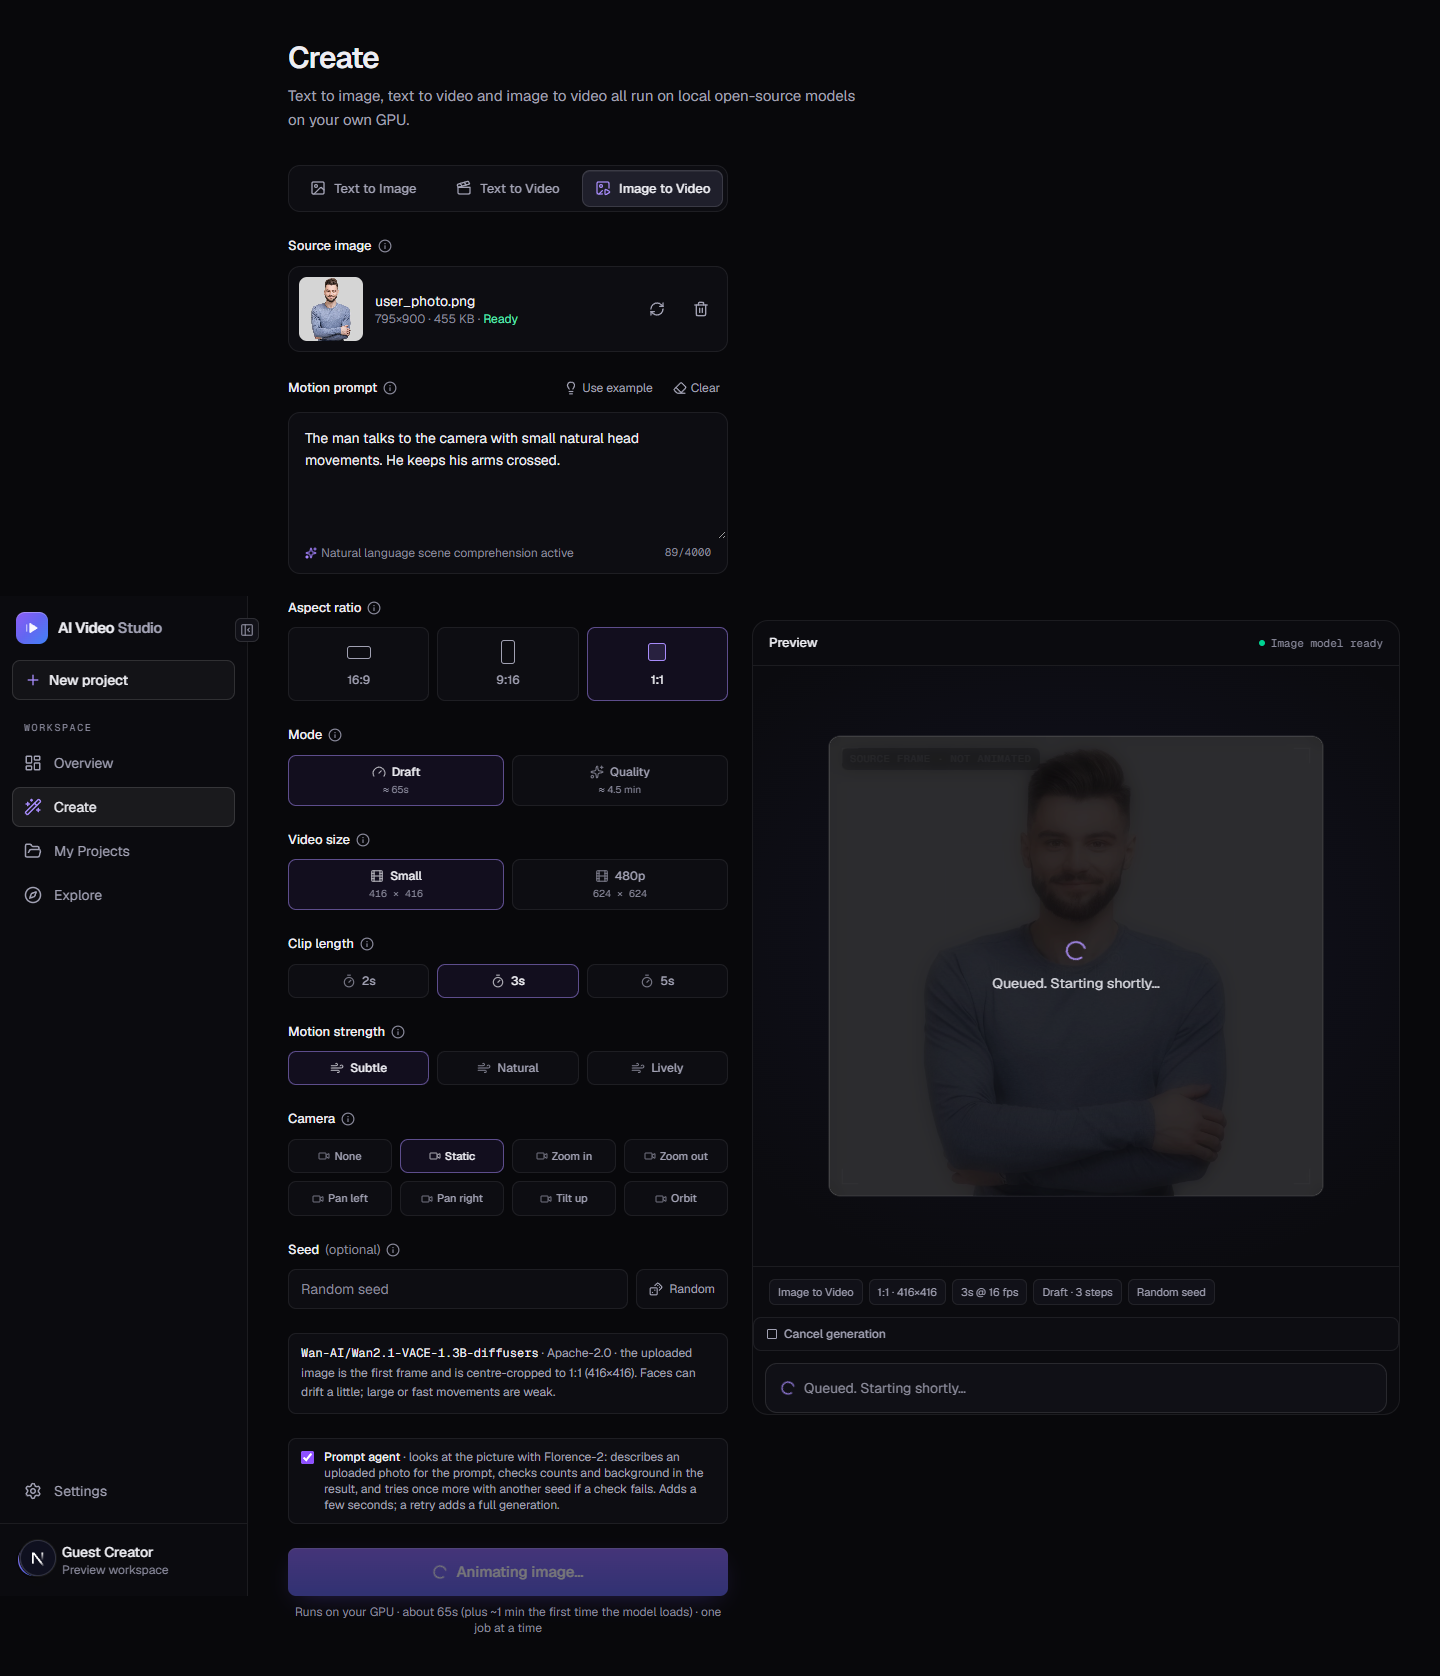 Create
Text to image, text to video and image to video all run on local open-source models
on your own GPU.
Text to Image
Text to Video
Image to Video
Source image
user_photo.png
795×900 · 455 KB · Ready
Motion prompt
Use example
Clear
The man talks to the camera with small natural head
movements. He keeps his arms crossed.
Natural language scene comprehension active
89/4000
AI Video Studio
New project
WORKSPACE
Overview
Create
My Projects
Explore
Settings
N
Guest Creator
Preview workspace
Aspect ratio
16:9
9:16
1:1
Mode
Draft
≈ 65s
Quality
≈ 4.5 min
Video size
Small
416 × 416
480p
624 × 624
Clip length
2s
3s
5s
Motion strength
Subtle
Natural
Lively
Camera
None
Static
Zoom in
Zoom out
Pan left
Pan right
Tilt up
Orbit
Seed (optional)
Random seed
Random
Wan-AI/Wan2.1-VACE-1.3B-diffusers · Apache-2.0 · the uploaded
image is the first frame and is centre-cropped to 1:1 (416×416). Faces can
drift a little; large or fast movements are weak.
Prompt agent · looks at the picture with Florence-2: describes an
uploaded photo for the prompt, checks counts and background in the
result, and tries once more with another seed if a check fails. Adds a
few seconds; a retry adds a full generation.
Animating image...
Runs on your GPU · about 65s (plus ~1 min the first time the model loads) · one
job at a time
Preview
Image model ready
SOURCE FRAME · NOT ANIMATED
Queued. Starting shortly...
Image to Video
1:1 · 416×416
3s @ 16 fps
Draft · 3 steps
Random seed
Cancel generation
Queued. Starting shortly...